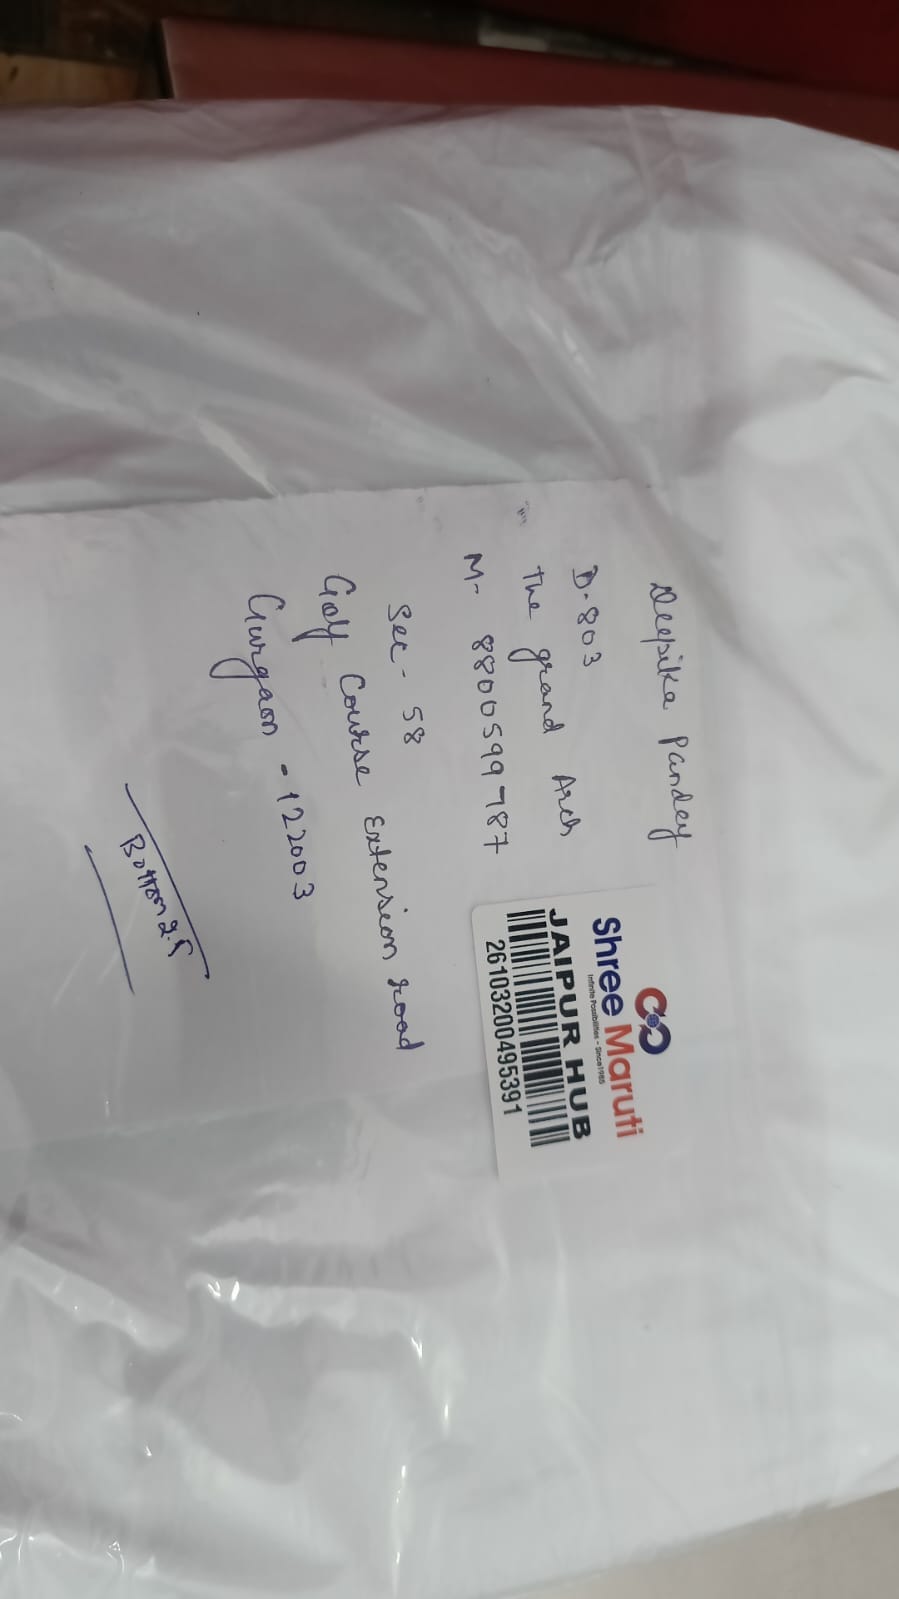 Deepika Pandey
D-803
The grand Arch
M- 8800599787
Sec - 58
Golf Course Extension road
Gurgaon - 122003
Bottom 2.5
Shree Maruti
Infinite Possibilities - Since 1985
JAIPUR HUB
26103200495391